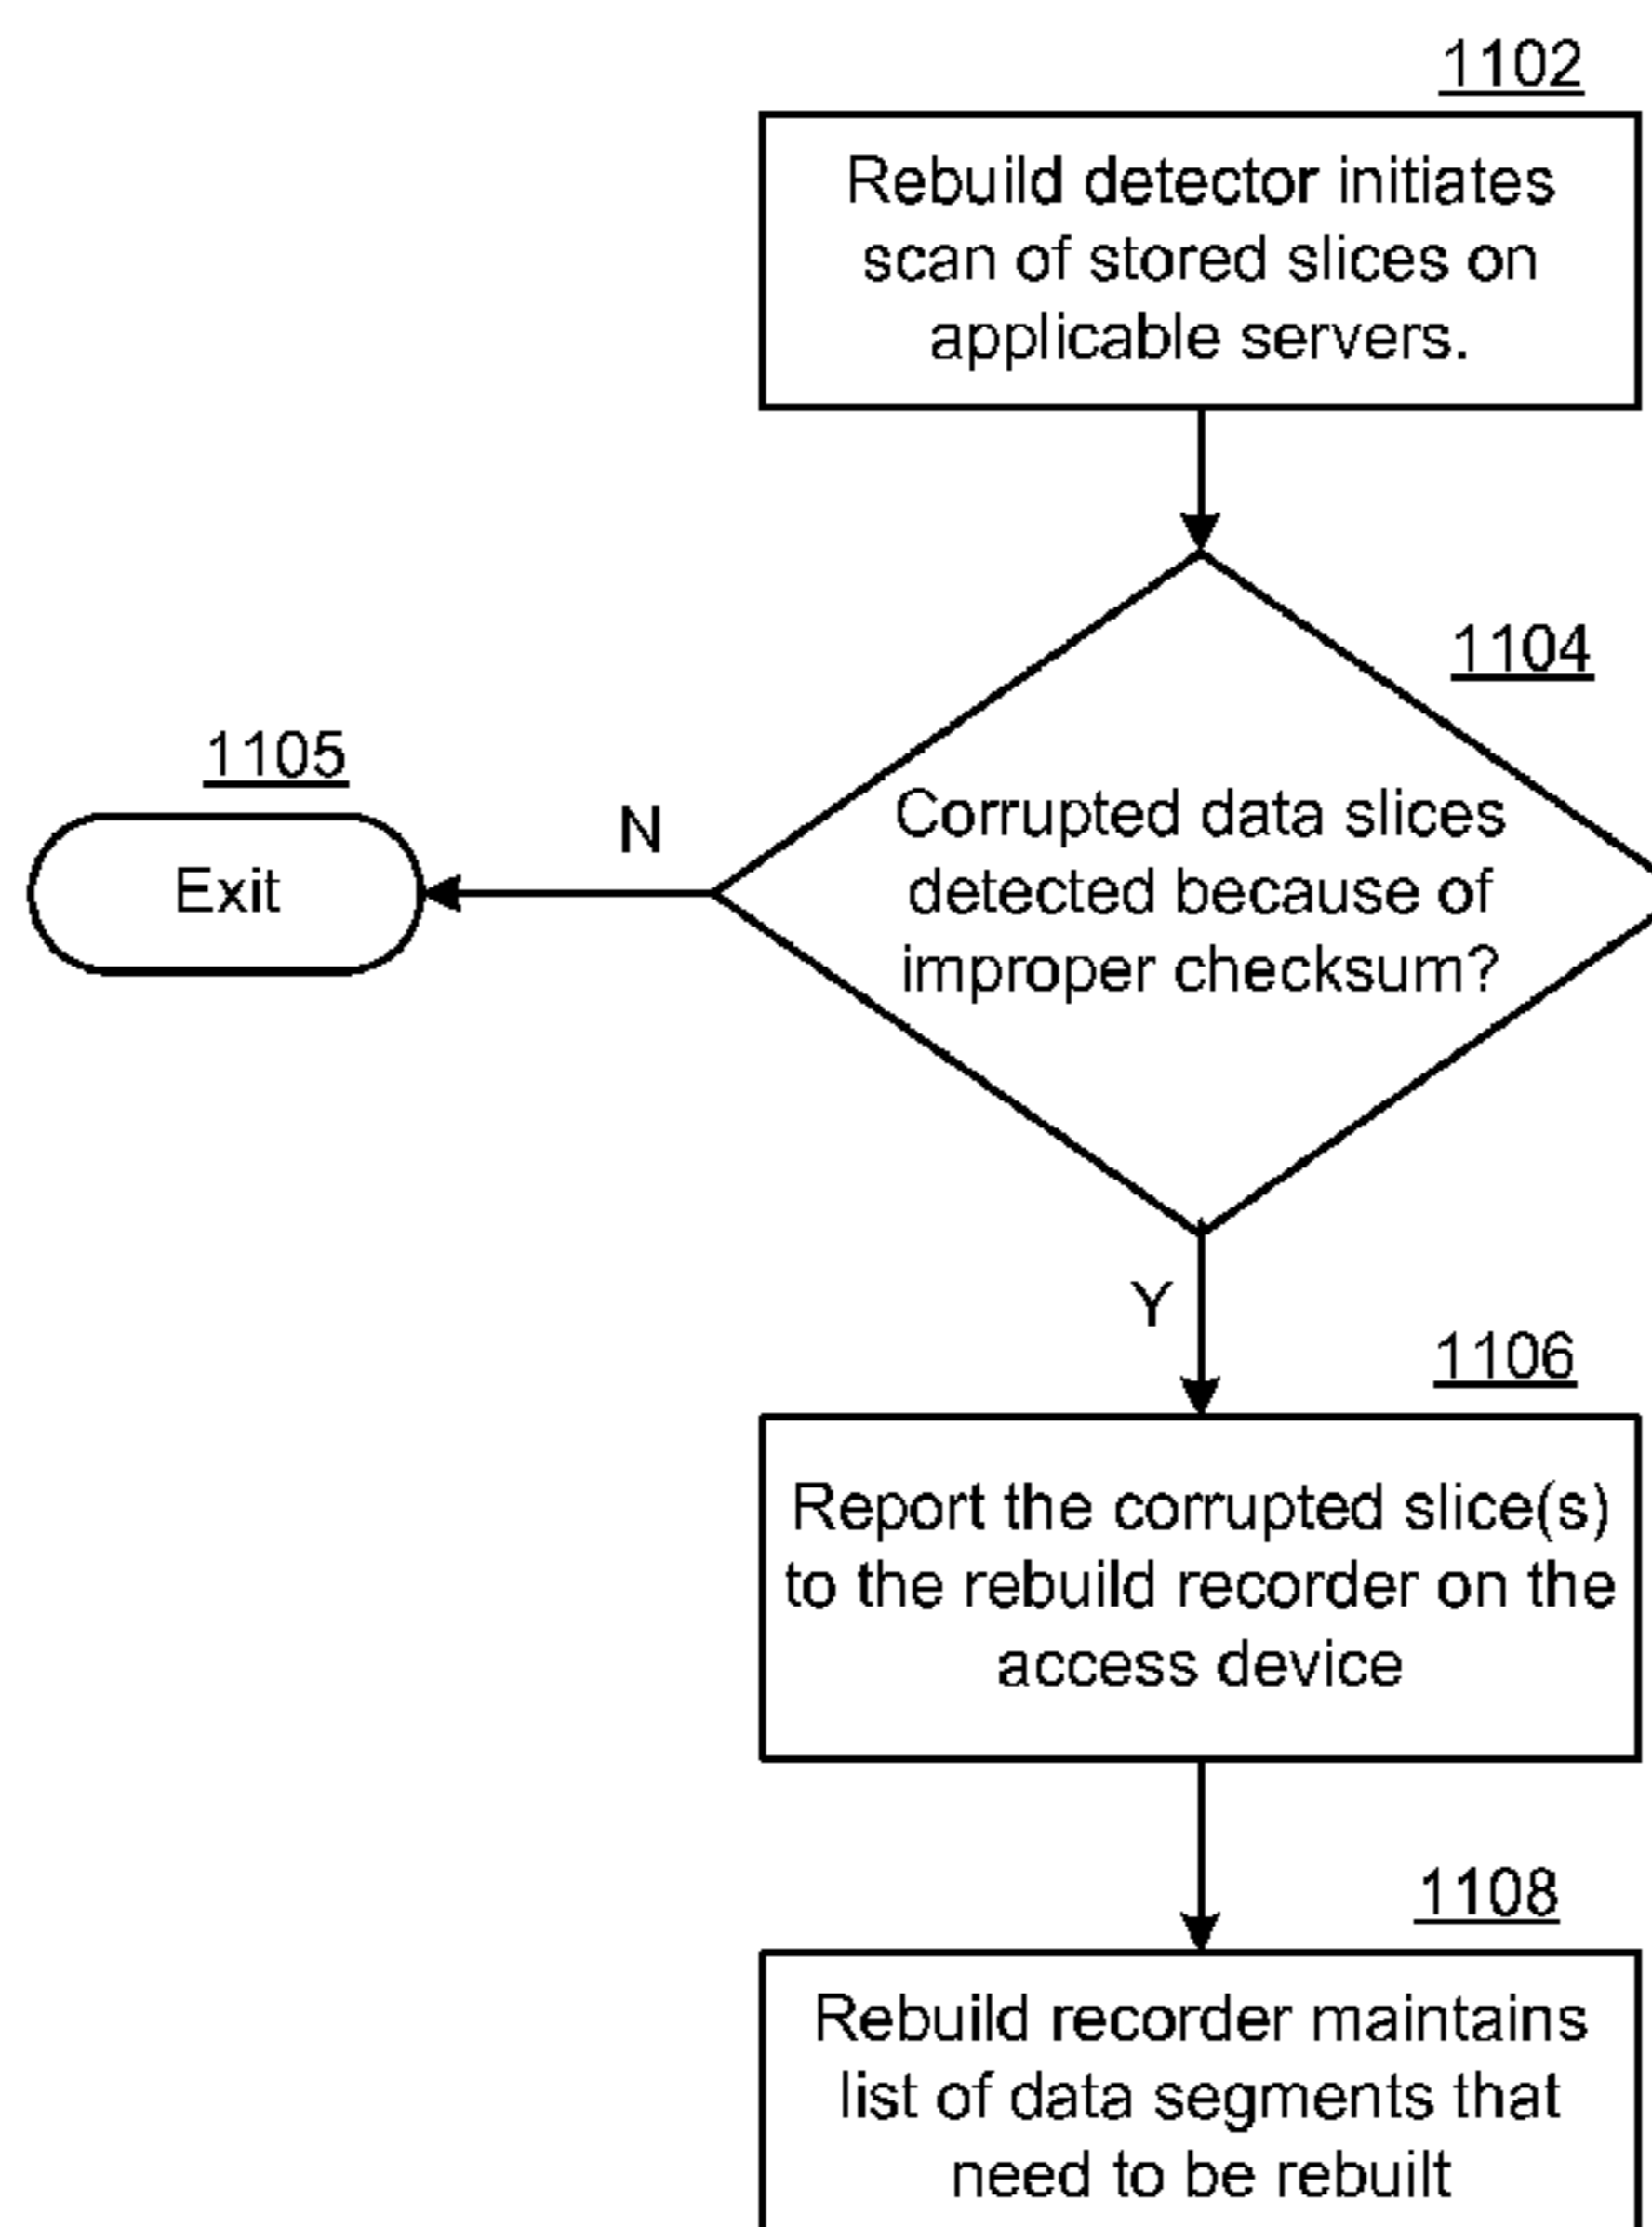 1102
Rebuild detector initiates
scan of stored slices on
applicable servers.
1104
Corrupted data slices
detected because of
improper checksum?
1105
Exit
N
Y
1106
Report the corrupted slice(s)
to the rebuild recorder on the
access device
1108
Rebuild recorder maintains
list of data segments that
need to be rebuilt